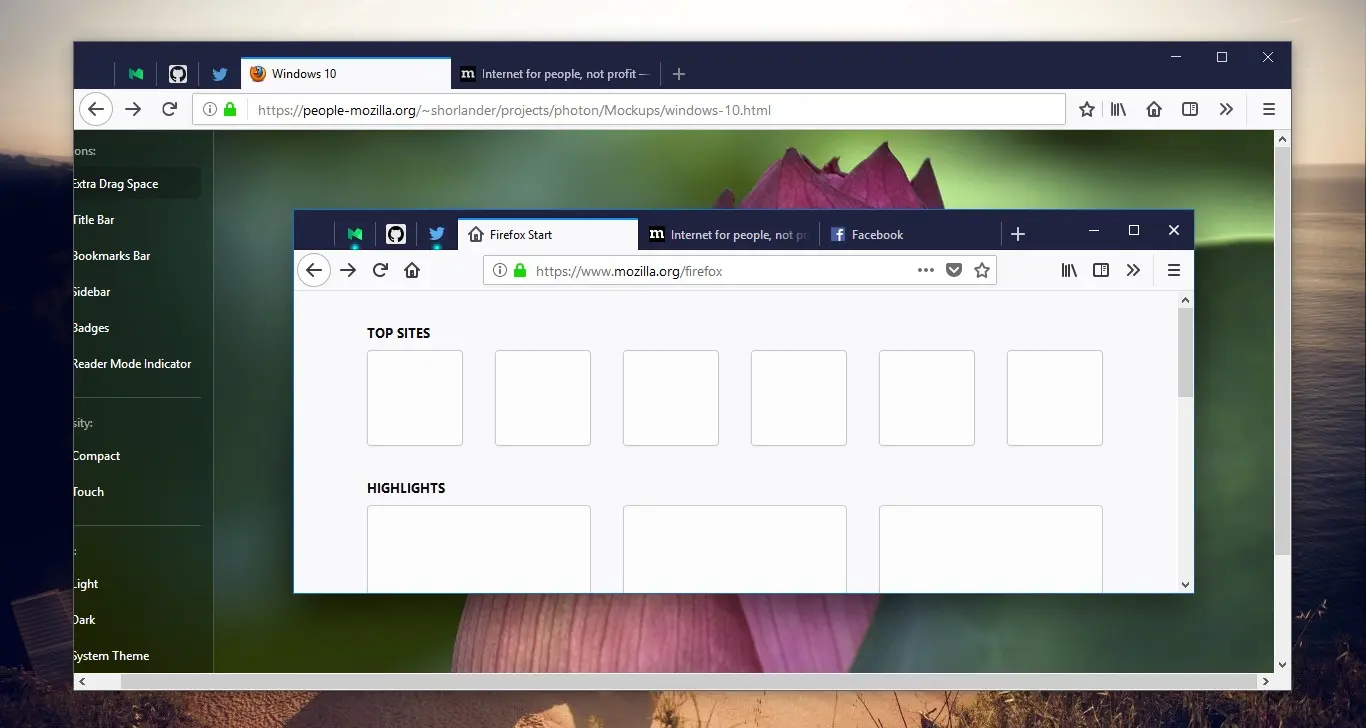 Windows 10
m Internet for people, not profit —
https://people-mozilla.org/~shorlander/projects/photon/Mockups/windows-10.html
ons:
Extra Drag Space
Title Bar
Bookmarks Bar
Sidebar
Badges
Reader Mode Indicator
sity:
Compact
Touch
:
Light
Dark
System Theme
Firefox Start
m Internet for people, not p
Facebook
https://www.mozilla.org/firefox
TOP SITES
HIGHLIGHTS